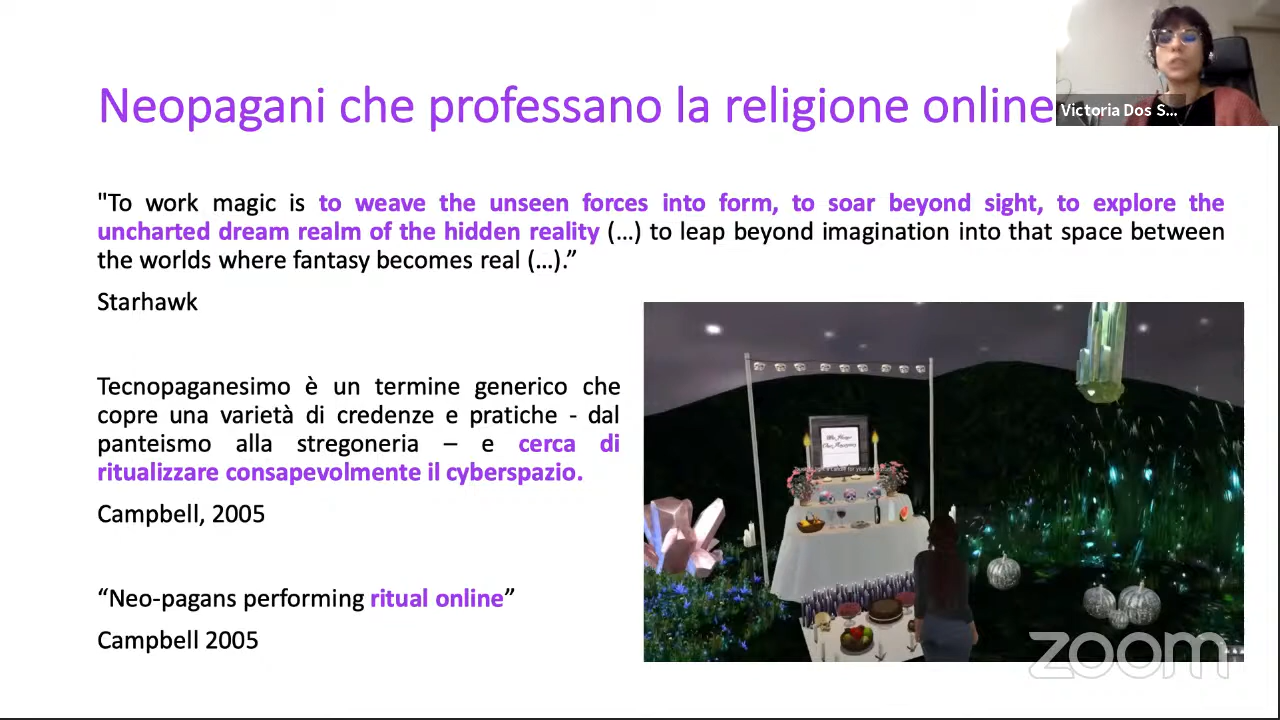 Neopagani che professano la religione online
Victoria Dos S...
"To work magic is to weave the unseen forces into form, to soar beyond sight, to explore the
uncharted dream realm of the hidden reality (…) to leap beyond imagination into that space between
the worlds where fantasy becomes real (…).”
Starhawk
Tecnopaganesimo è un termine generico che
copre una varietà di credenze e pratiche - dal
panteismo alla stregoneria – e cerca di
ritualizzare consapevolmente il cyberspazio.
Campbell, 2005
“Neo-pagans performing ritual online”
Campbell 2005
zoom